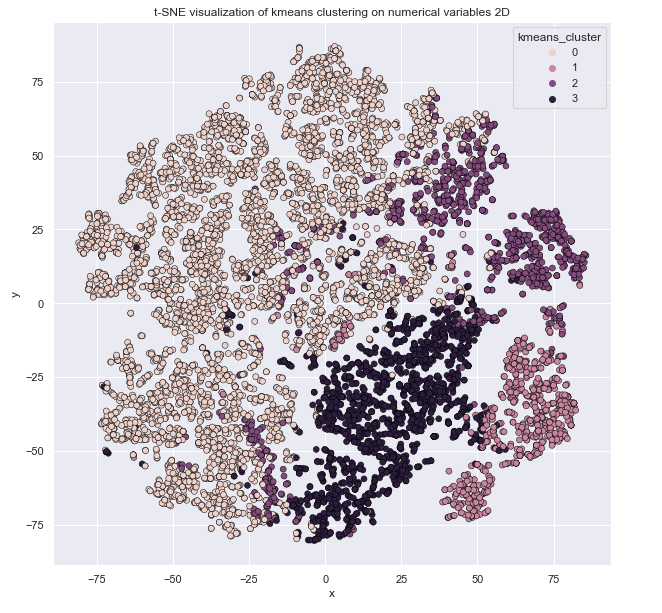 t-SNE visualization of kmeans clustering on numerical variables 2D
kmeans_cluster
0
1
2
3
75
50
25
0
−25
−50
−75
y
−75 −50 −25 0 25 50 75
x